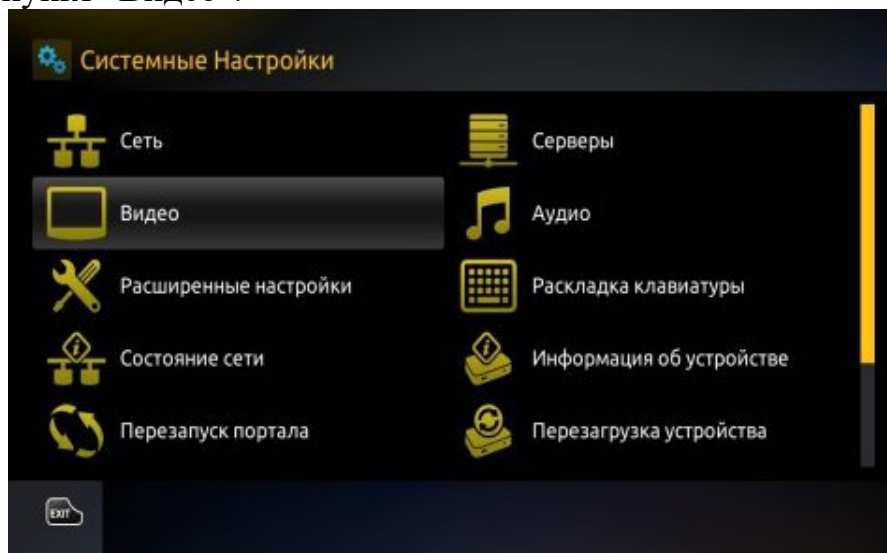 Системные Настройки
Сеть
Серверы
Видео
Аудио
Расширенные настройки
Раскладка клавиатуры
Состояние сети
Информация об устройстве
Перезапуск портала
Перезагрузка устройства
EXIT